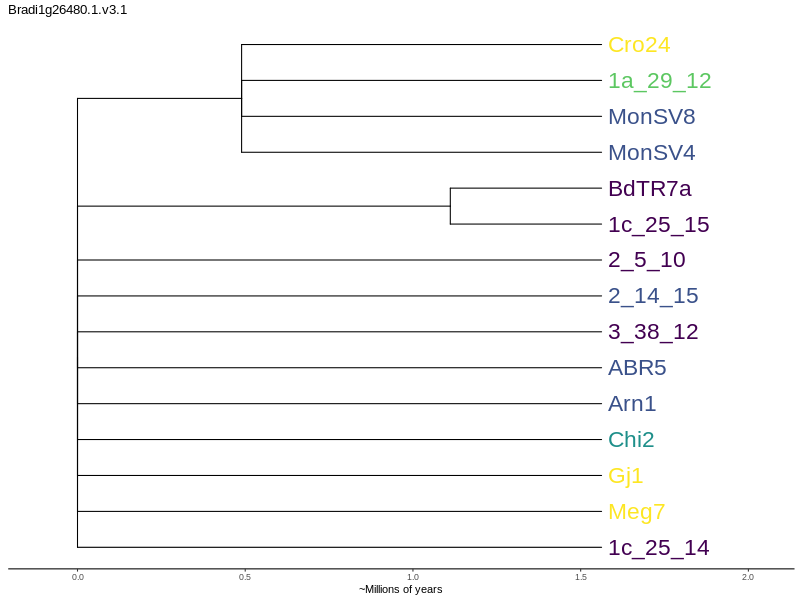 Bradi1g26480.1.v3.1
Cro24
1a_29_12
MonSV8
MonSV4
BdTR7a
1c_25_15
2_5_10
2_14_15
3_38_12
ABR5
Arn1
Chi2
Gj1
Meg7
1c_25_14
0.0 0.5 1.0 1.5 2.0
~Millions of years